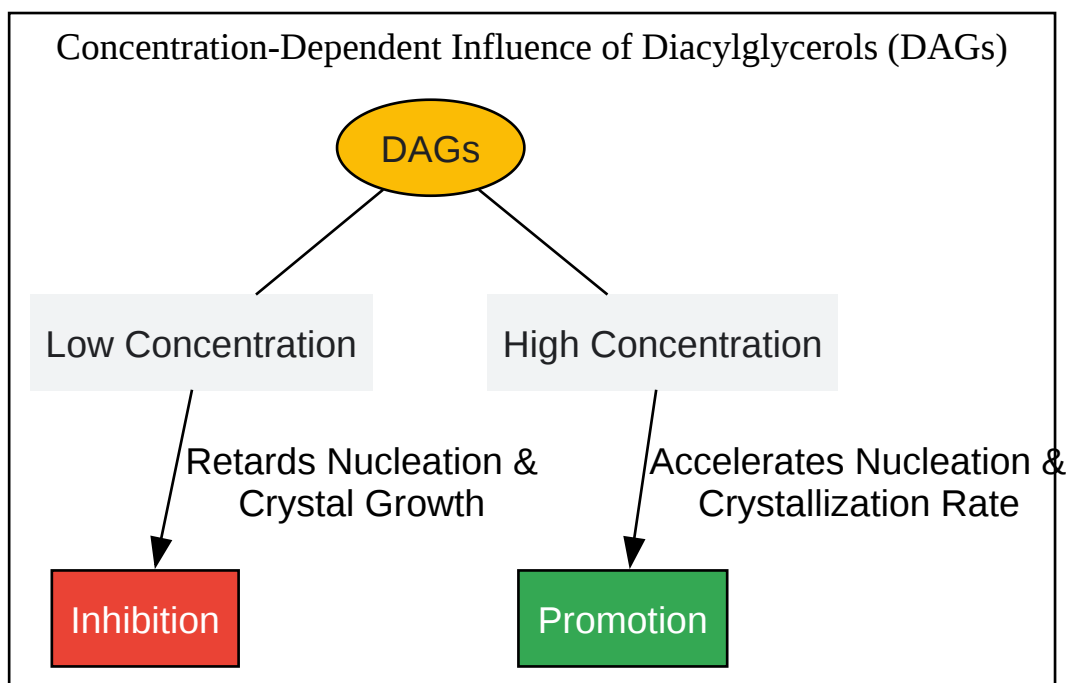 Concentration-Dependent Influence of Diacylglycerols (DAGs)
DAGs
Low Concentration
High Concentration
Retards Nucleation &
Crystal Growth
Accelerates Nucleation &
Crystallization Rate
Inhibition
Promotion